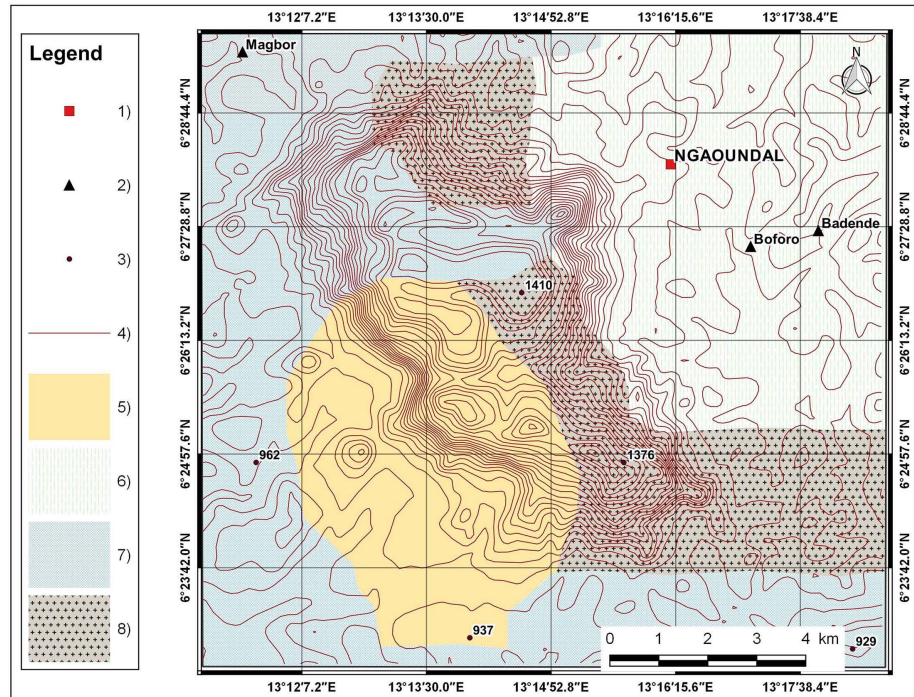 13°12'7.2"E 13°13'30.0"E 13°14'52.8"E 13°16'15.6"E 13°17'38.4"E
Legend
1)
2)
3)
4)
5)
6)
7)
8)
6°28'44.4"N
6°27'28.8"N
6°26'13.2"N
6°24'57.6"N
6°23'42.0"N
Magbor
N
NGAOUNDAL
Badende
Boforo
1410
962
1376
937
929
0 1 2 3 4 km
6°28'44.4"N
6°27'28.8"N
6°26'13.2"N
6°24'57.6"N
6°23'42.0"N
13°12'7.2"E 13°13'30.0"E 13°14'52.8"E 13°16'15.6"E 13°17'38.4"E